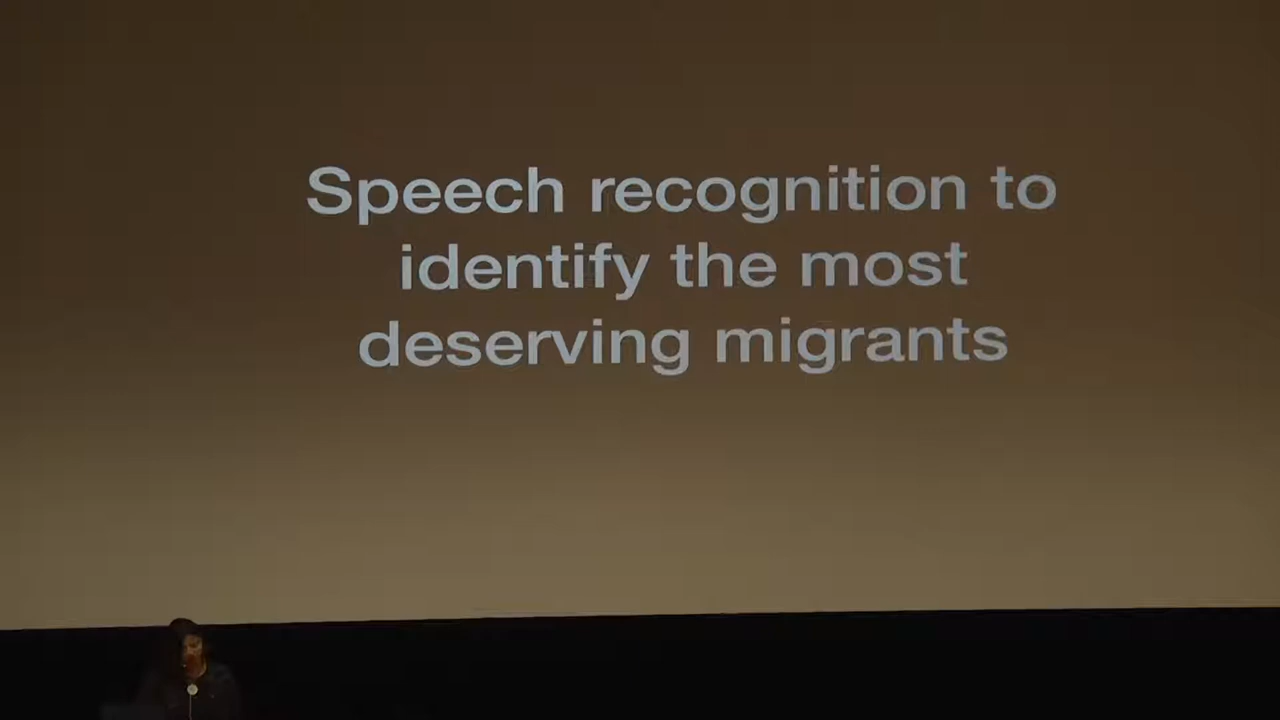 Speech recognition to
identify the most
deserving migrants